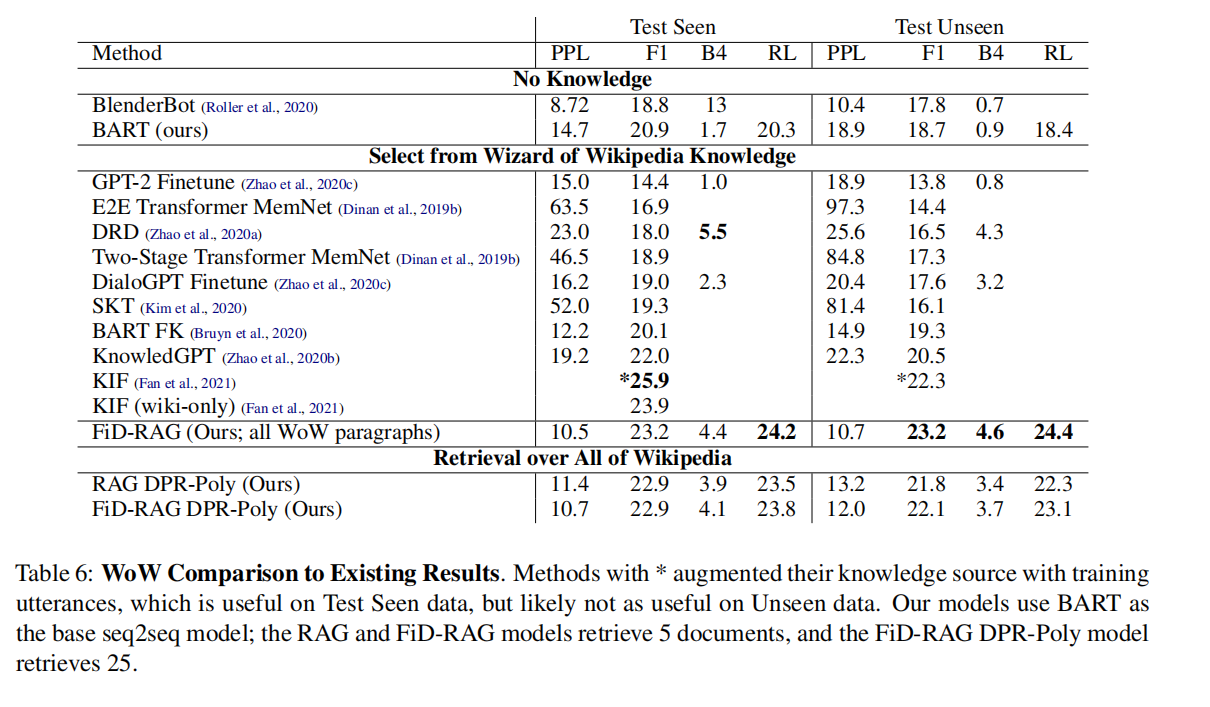 Test Seen Test Unseen
Method PPL F1 B4 RL PPL F1 B4 RL
No Knowledge
BlenderBot (Roller et al., 2020) 8.72 18.8 13 10.4 17.8 0.7
BART (ours) 14.7 20.9 1.7 20.3 18.9 18.7 0.9 18.4
Select from Wizard of Wikipedia Knowledge
GPT-2 Finetune (Zhao et al., 2020c) 15.0 14.4 1.0 18.9 13.8 0.8
E2E Transformer MemNet (Dinan et al., 2019b) 63.5 16.9 97.3 14.4
DRD (Zhao et al., 2020a) 23.0 18.0 5.5 25.6 16.5 4.3
Two-Stage Transformer MemNet (Dinan et al., 2019b) 46.5 18.9 84.8 17.3
DialoGPT Finetune (Zhao et al., 2020c) 16.2 19.0 2.3 20.4 17.6 3.2
SKT (Kim et al., 2020) 52.0 19.3 81.4 16.1
BART FK (Bruyn et al., 2020) 12.2 20.1 14.9 19.3
KnowledGPT (Zhao et al., 2020b) 19.2 22.0 22.3 20.5
KIF (Fan et al., 2021) *25.9 *22.3
KIF (wiki-only) (Fan et al., 2021) 23.9
FiD-RAG (Ours; all WoW paragraphs) 10.5 23.2 4.4 24.2 10.7 23.2 4.6 24.4
Retrieval over All of Wikipedia
RAG DPR-Poly (Ours) 11.4 22.9 3.9 23.5 13.2 21.8 3.4 22.3
FiD-RAG DPR-Poly (Ours) 10.7 22.9 4.1 23.8 12.0 22.1 3.7 23.1
Table 6: WoW Comparison to Existing Results. Methods with * augmented their knowledge source with training
utterances, which is useful on Test Seen data, but likely not as useful on Unseen data. Our models use BART as
the base seq2seq model; the RAG and FiD-RAG models retrieve 5 documents, and the FiD-RAG DPR-Poly model
retrieves 25.